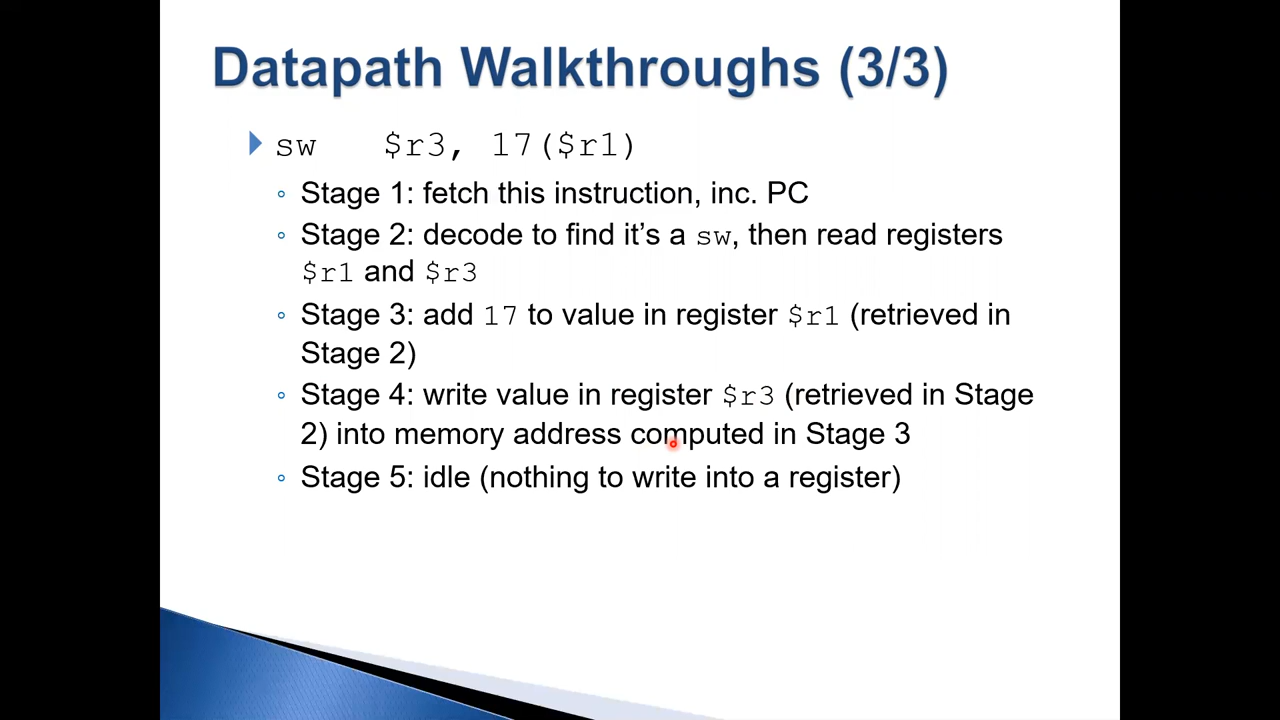 Datapath Walkthroughs (3/3)
sw $r3, 17($r1)
Stage 1: fetch this instruction, inc. PC
Stage 2: decode to find it’s a sw, then read registers
$r1 and $r3
Stage 3: add 17 to value in register $r1 (retrieved in
Stage 2)
Stage 4: write value in register $r3 (retrieved in Stage
2) into memory address computed in Stage 3
Stage 5: idle (nothing to write into a register)